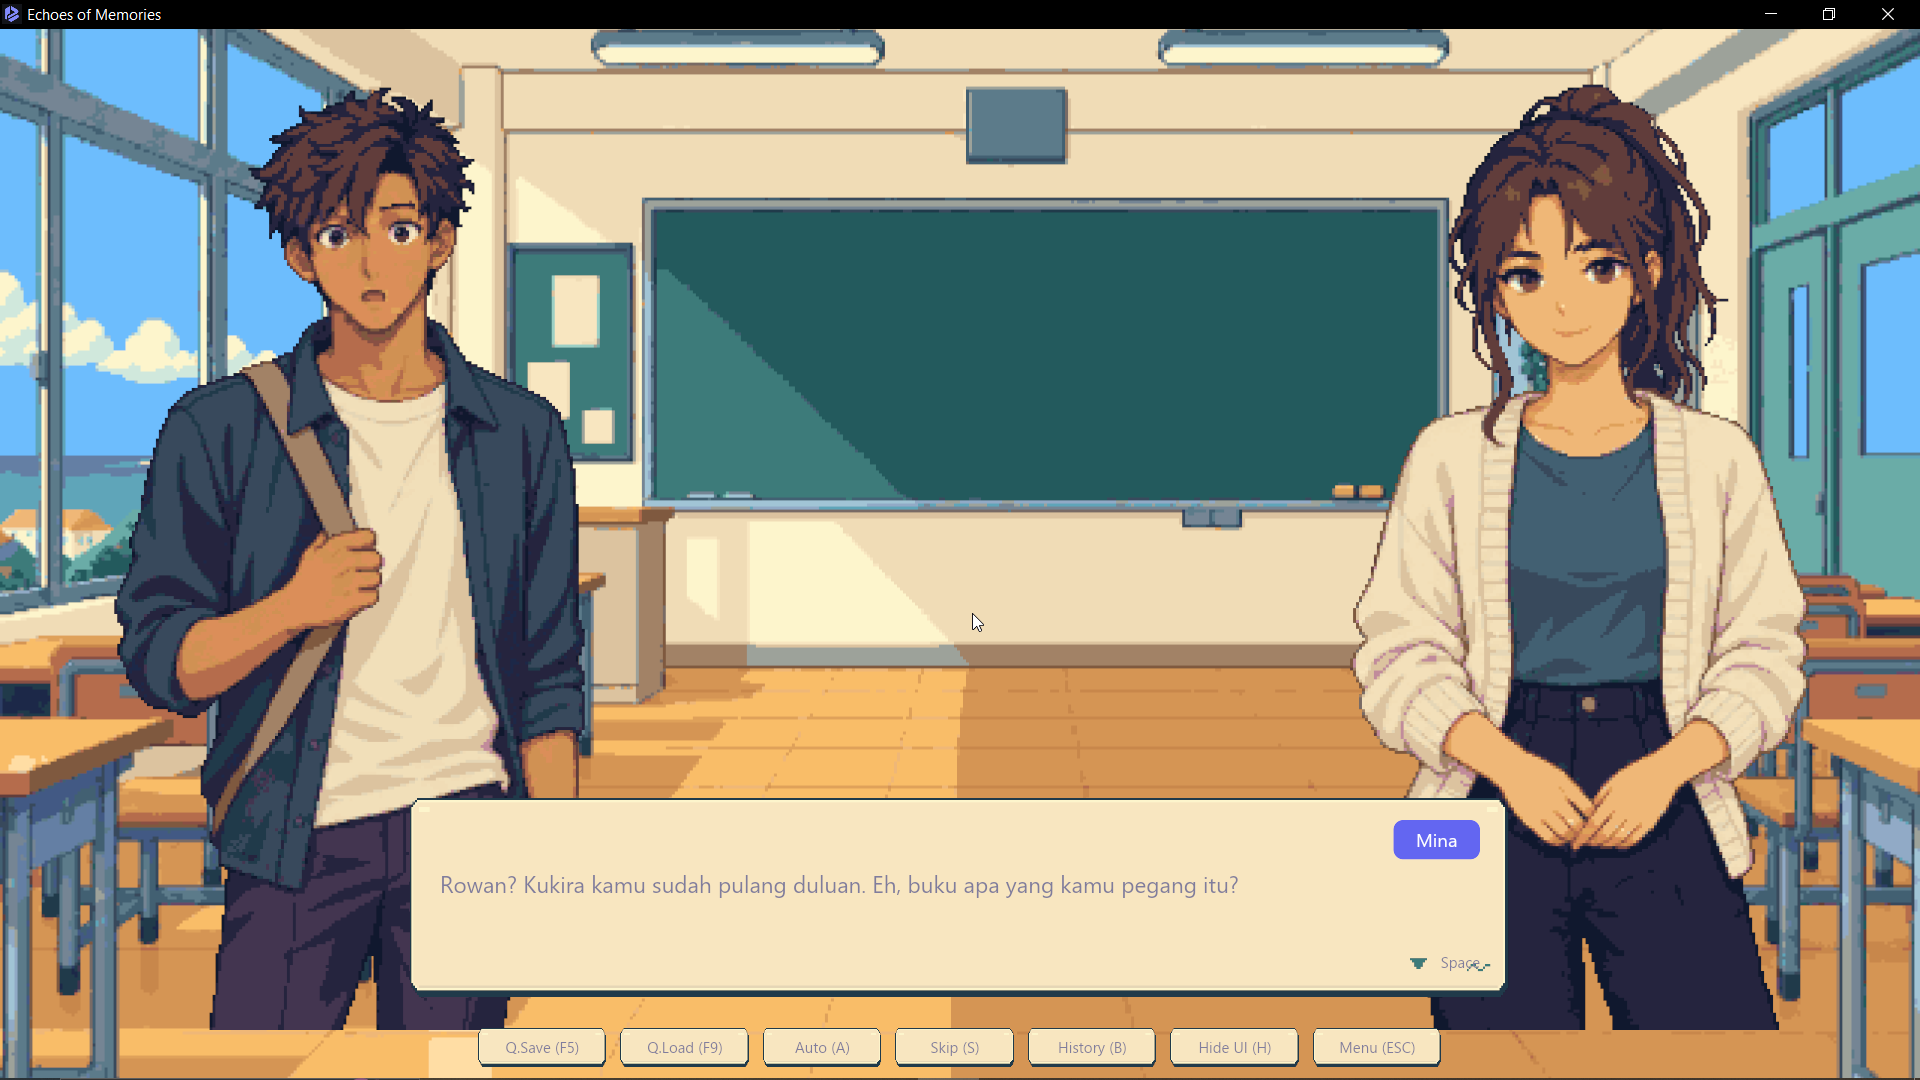 Echoes of Memories
Mina
Rowan? Kukira kamu sudah pulang duluan. Eh, buku apa yang kamu pegang itu?
Space
Q.Save (F5)
Q.Load (F9)
Auto (A)
Skip (S)
History (B)
Hide UI (H)
Menu (ESC)